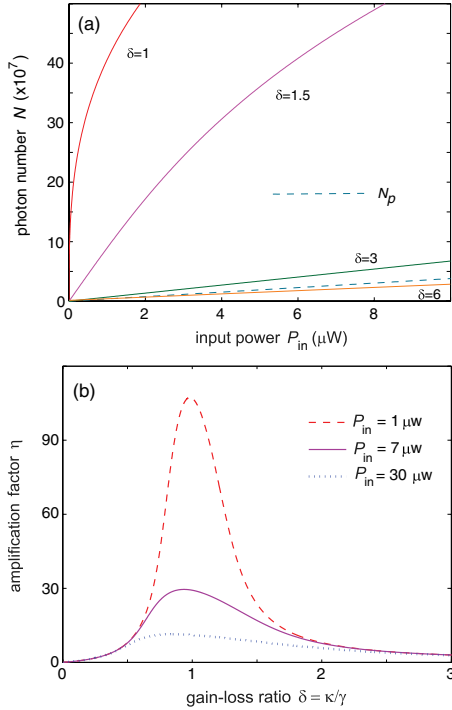 (a)
δ=1
δ=1.5
N_p
δ=3
δ=6
photon number N (x10⁷)
50
40
30
20
10
0
0 2 4 6 8
input power P_in (μW)
(b)
P_in = 1 μw
P_in = 7 μw
P_in = 30 μw
amplification factor η
90
60
30
0
0 1 2 3
gain-loss ratio δ = κ/γ